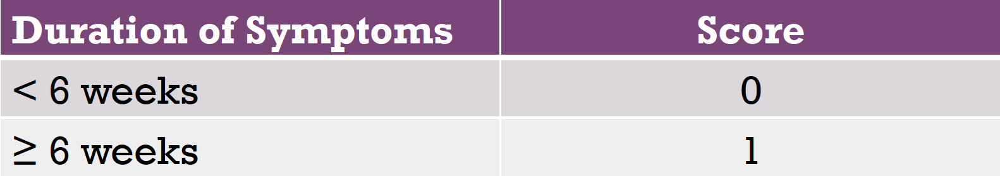 Duration of Symptoms Score
< 6 weeks 0
≥ 6 weeks 1